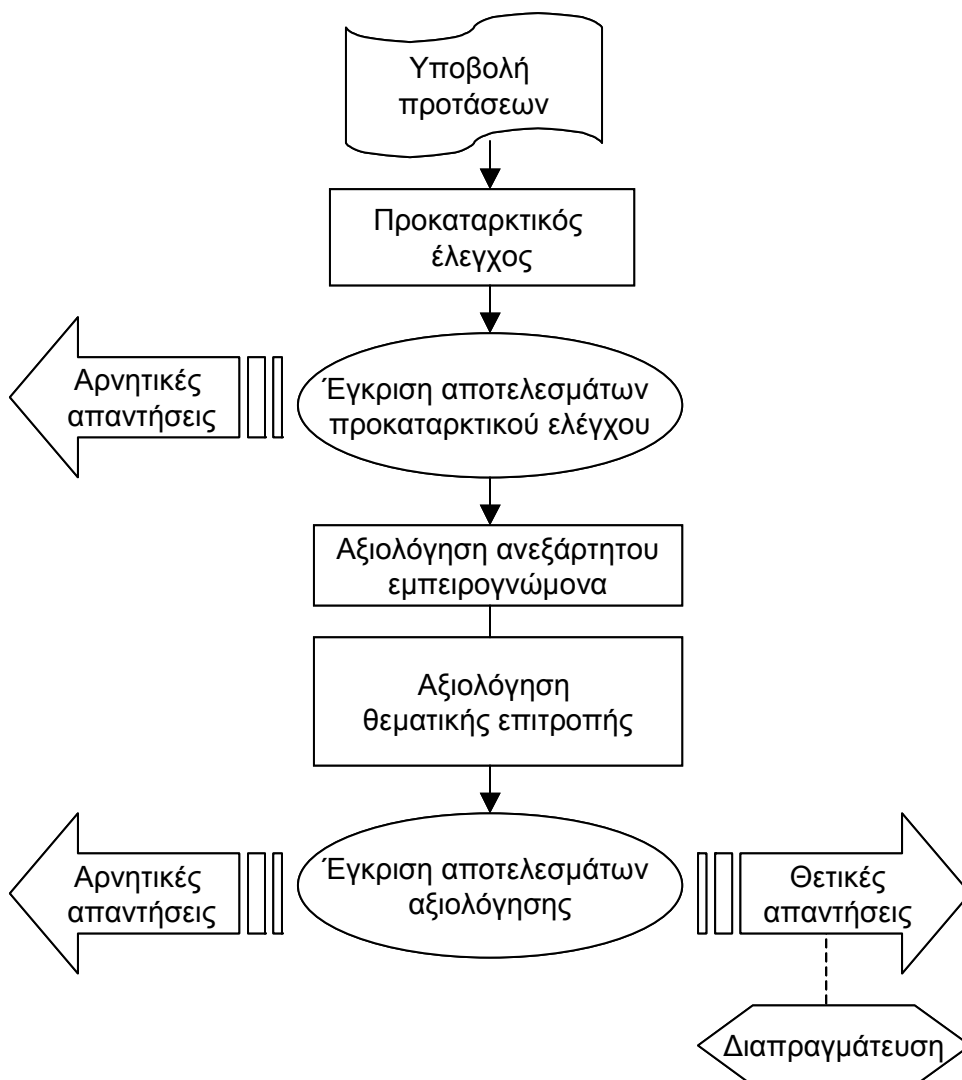 Υποβολή
προτάσεων
Προκαταρκτικός
έλεγχος
Αρνητικές
απαντήσεις
Έγκριση αποτελεσμάτων
προκαταρκτικού ελέγχου
Αξιολόγηση ανεξάρτητου
εμπειρογνώμονα
Αξιολόγηση
θεματικής επιτροπής
Αρνητικές
απαντήσεις
Έγκριση αποτελεσμάτων
αξιολόγησης
Θετικές
απαντήσεις
Διαπραγμάτευση